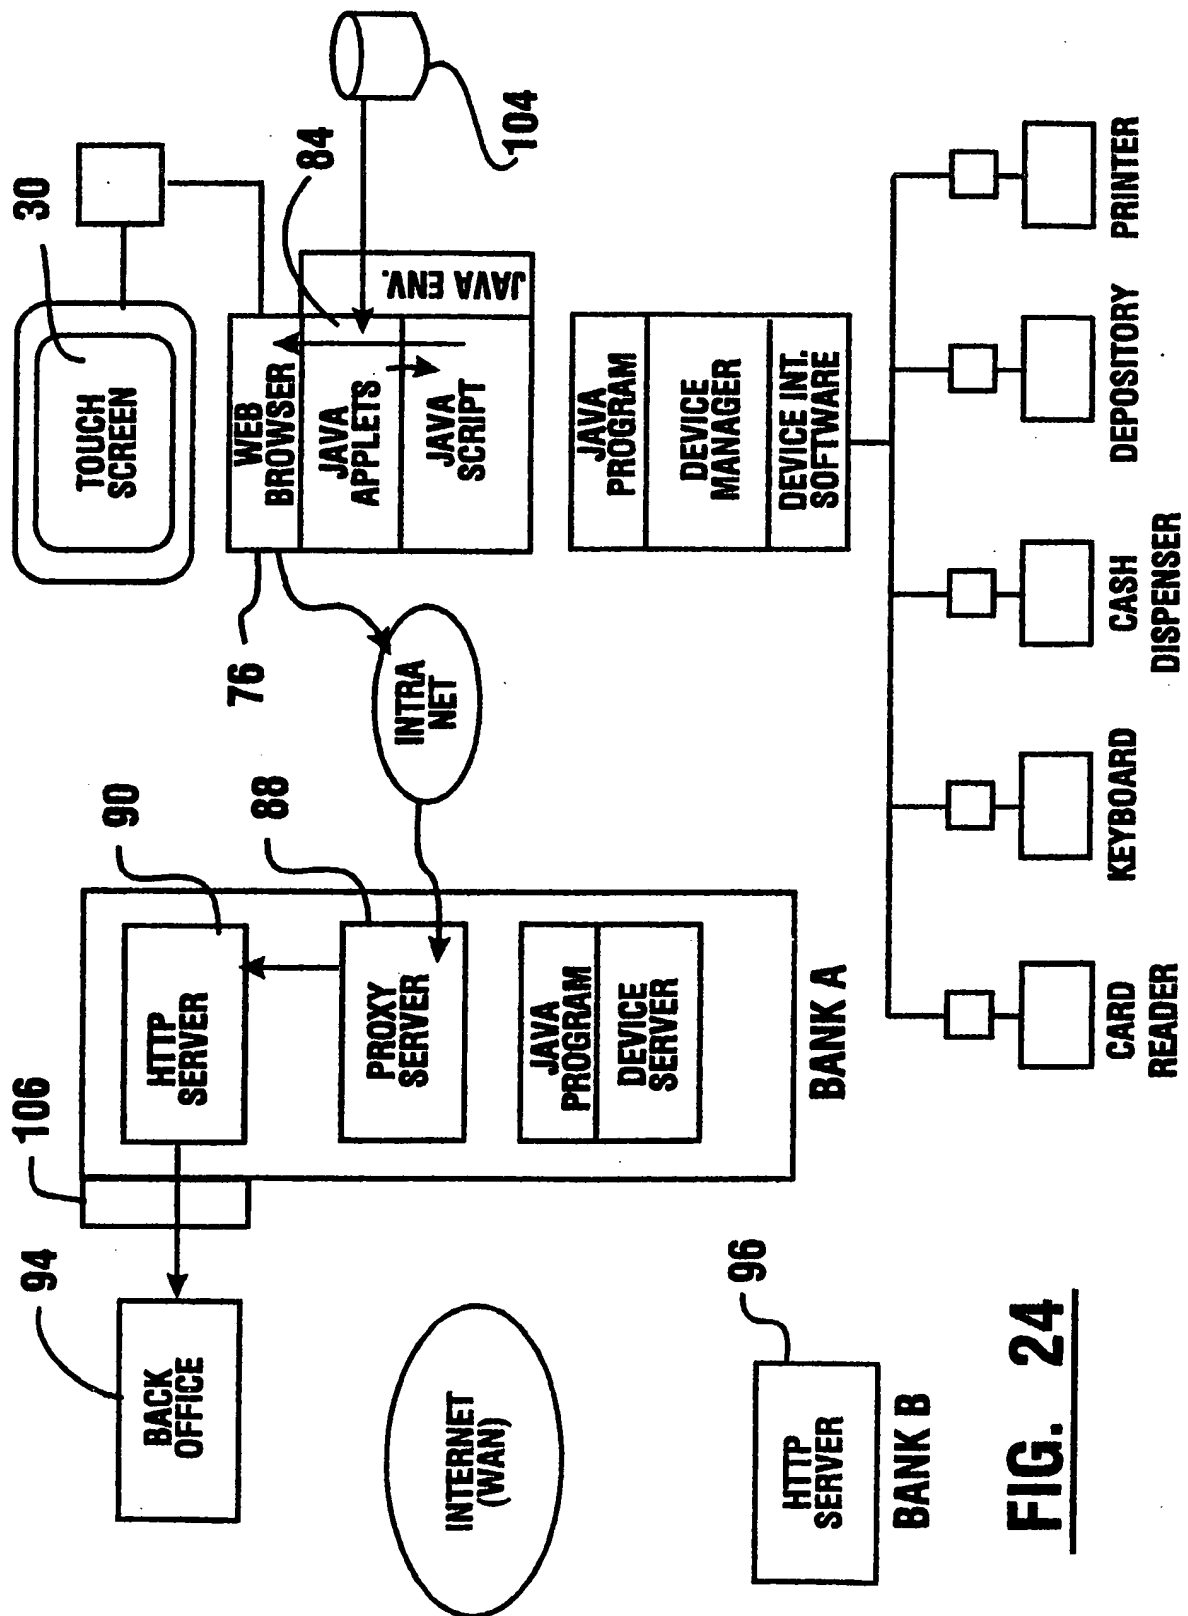 94
BACK
OFFICE
106
90
HTTP
SERVER
88
PROXY
SERVER
JAVA
PROGRAM
DEVICE
SERVER
BANK A
INTERNET
(WAN)
96
HTTP
SERVER
BANK B
30
TOUCH
SCREEN
76
WEB
BROWSER
84
JAVA
APPLETS
JAVA
SCRIPT
JAVA ENV.
104
INTRA
NET
JAVA
PROGRAM
DEVICE
MANAGER
DEVICE INT.
SOFTWARE
CARD
READER
KEYBOARD
CASH
DISPENSER
DEPOSITORY
PRINTER
FIG. 24